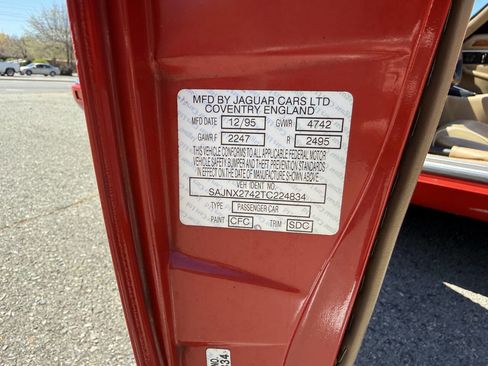 MFD BY JAGUAR CARS LTD
COVENTRY ENGLAND
MFD DATE 12/95 GVWR 4742
GAWR F 2247 R 2495
THIS VEHICLE CONFORMS TO ALL APPLICABLE FEDERAL MOTOR
VEHICLE SAFETY BUMPER AND THEFT PREVENTION STANDARDS
IN EFFECT ON THE DATE OF MANUFACTURE SHOWN ABOVE.
VEH IDENT NO.
SAJNX2742TC224834
TYPE PASSENGER CAR
PAINT CFC TRIM SDC
NO
34